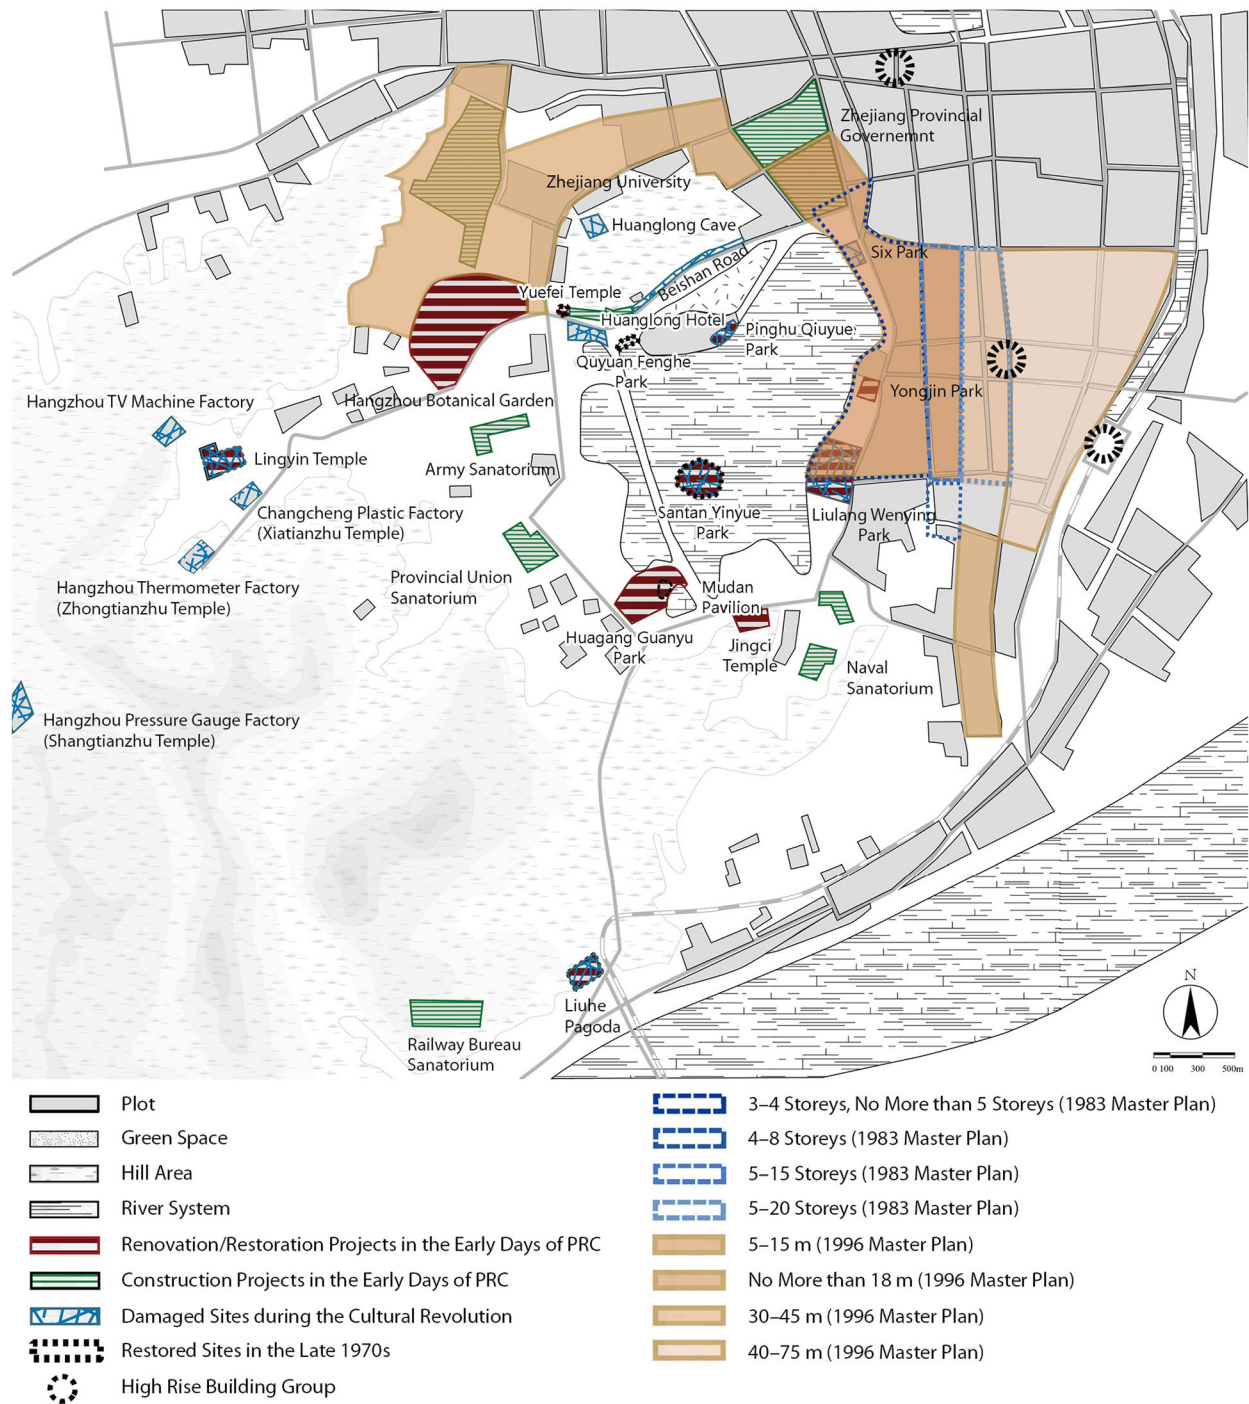 Zhejiang Provincial
Governemnt
Zhejiang University
Huanglong Cave
Six Park
Beishan Road
Yuefei Temple
Huanglong Hotel
Pinghu Qiuyue
Park
Quyuan Fenghe
Park
Yongjin Park
Hangzhou TV Machine Factory
Hangzhou Botanical Garden
Lingyin Temple
Army Sanatorium
Changcheng Plastic Factory
(Xiatianzhu Temple)
Santan Yinyue
Park
Liulang Wenying
Park
Hangzhou Thermometer Factory
(Zhongtianzhu Temple)
Provincial Union
Sanatorium
Mudan
Pavilion
Huagang Guanyu
Park
Jingci
Temple
Naval
Sanatorium
Hangzhou Pressure Gauge Factory
(Shangtianzhu Temple)
N
0 100 300 500m
Liuhe
Pagoda
Railway Bureau
Sanatorium
Plot
Green Space
Hill Area
River System
Renovation/Restoration Projects in the Early Days of PRC
Construction Projects in the Early Days of PRC
Damaged Sites during the Cultural Revolution
Restored Sites in the Late 1970s
High Rise Building Group
3–4 Storeys, No More than 5 Storeys (1983 Master Plan)
4–8 Storeys (1983 Master Plan)
5–15 Storeys (1983 Master Plan)
5–20 Storeys (1983 Master Plan)
5–15 m (1996 Master Plan)
No More than 18 m (1996 Master Plan)
30–45 m (1996 Master Plan)
40–75 m (1996 Master Plan)